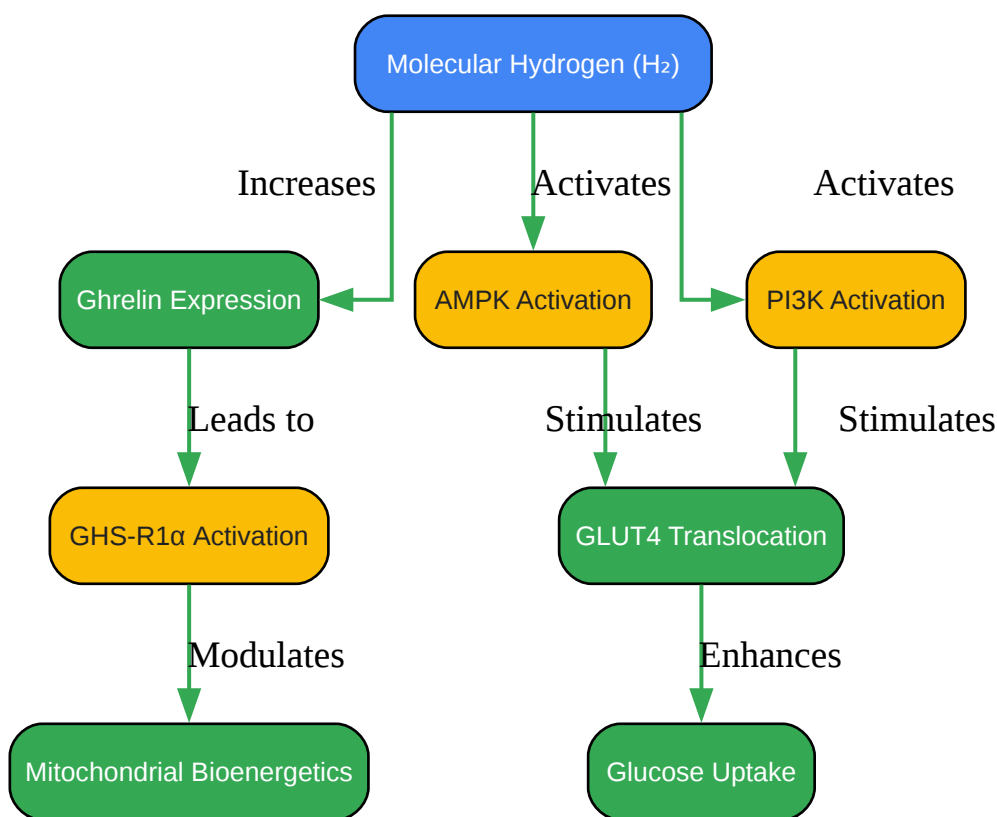 Molecular Hydrogen (H₂)
Increases
Activates
Activates
Ghrelin Expression
AMPK Activation
PI3K Activation
Leads to
Stimulates
Stimulates
GHS-R1α Activation
GLUT4 Translocation
Modulates
Enhances
Mitochondrial Bioenergetics
Glucose Uptake